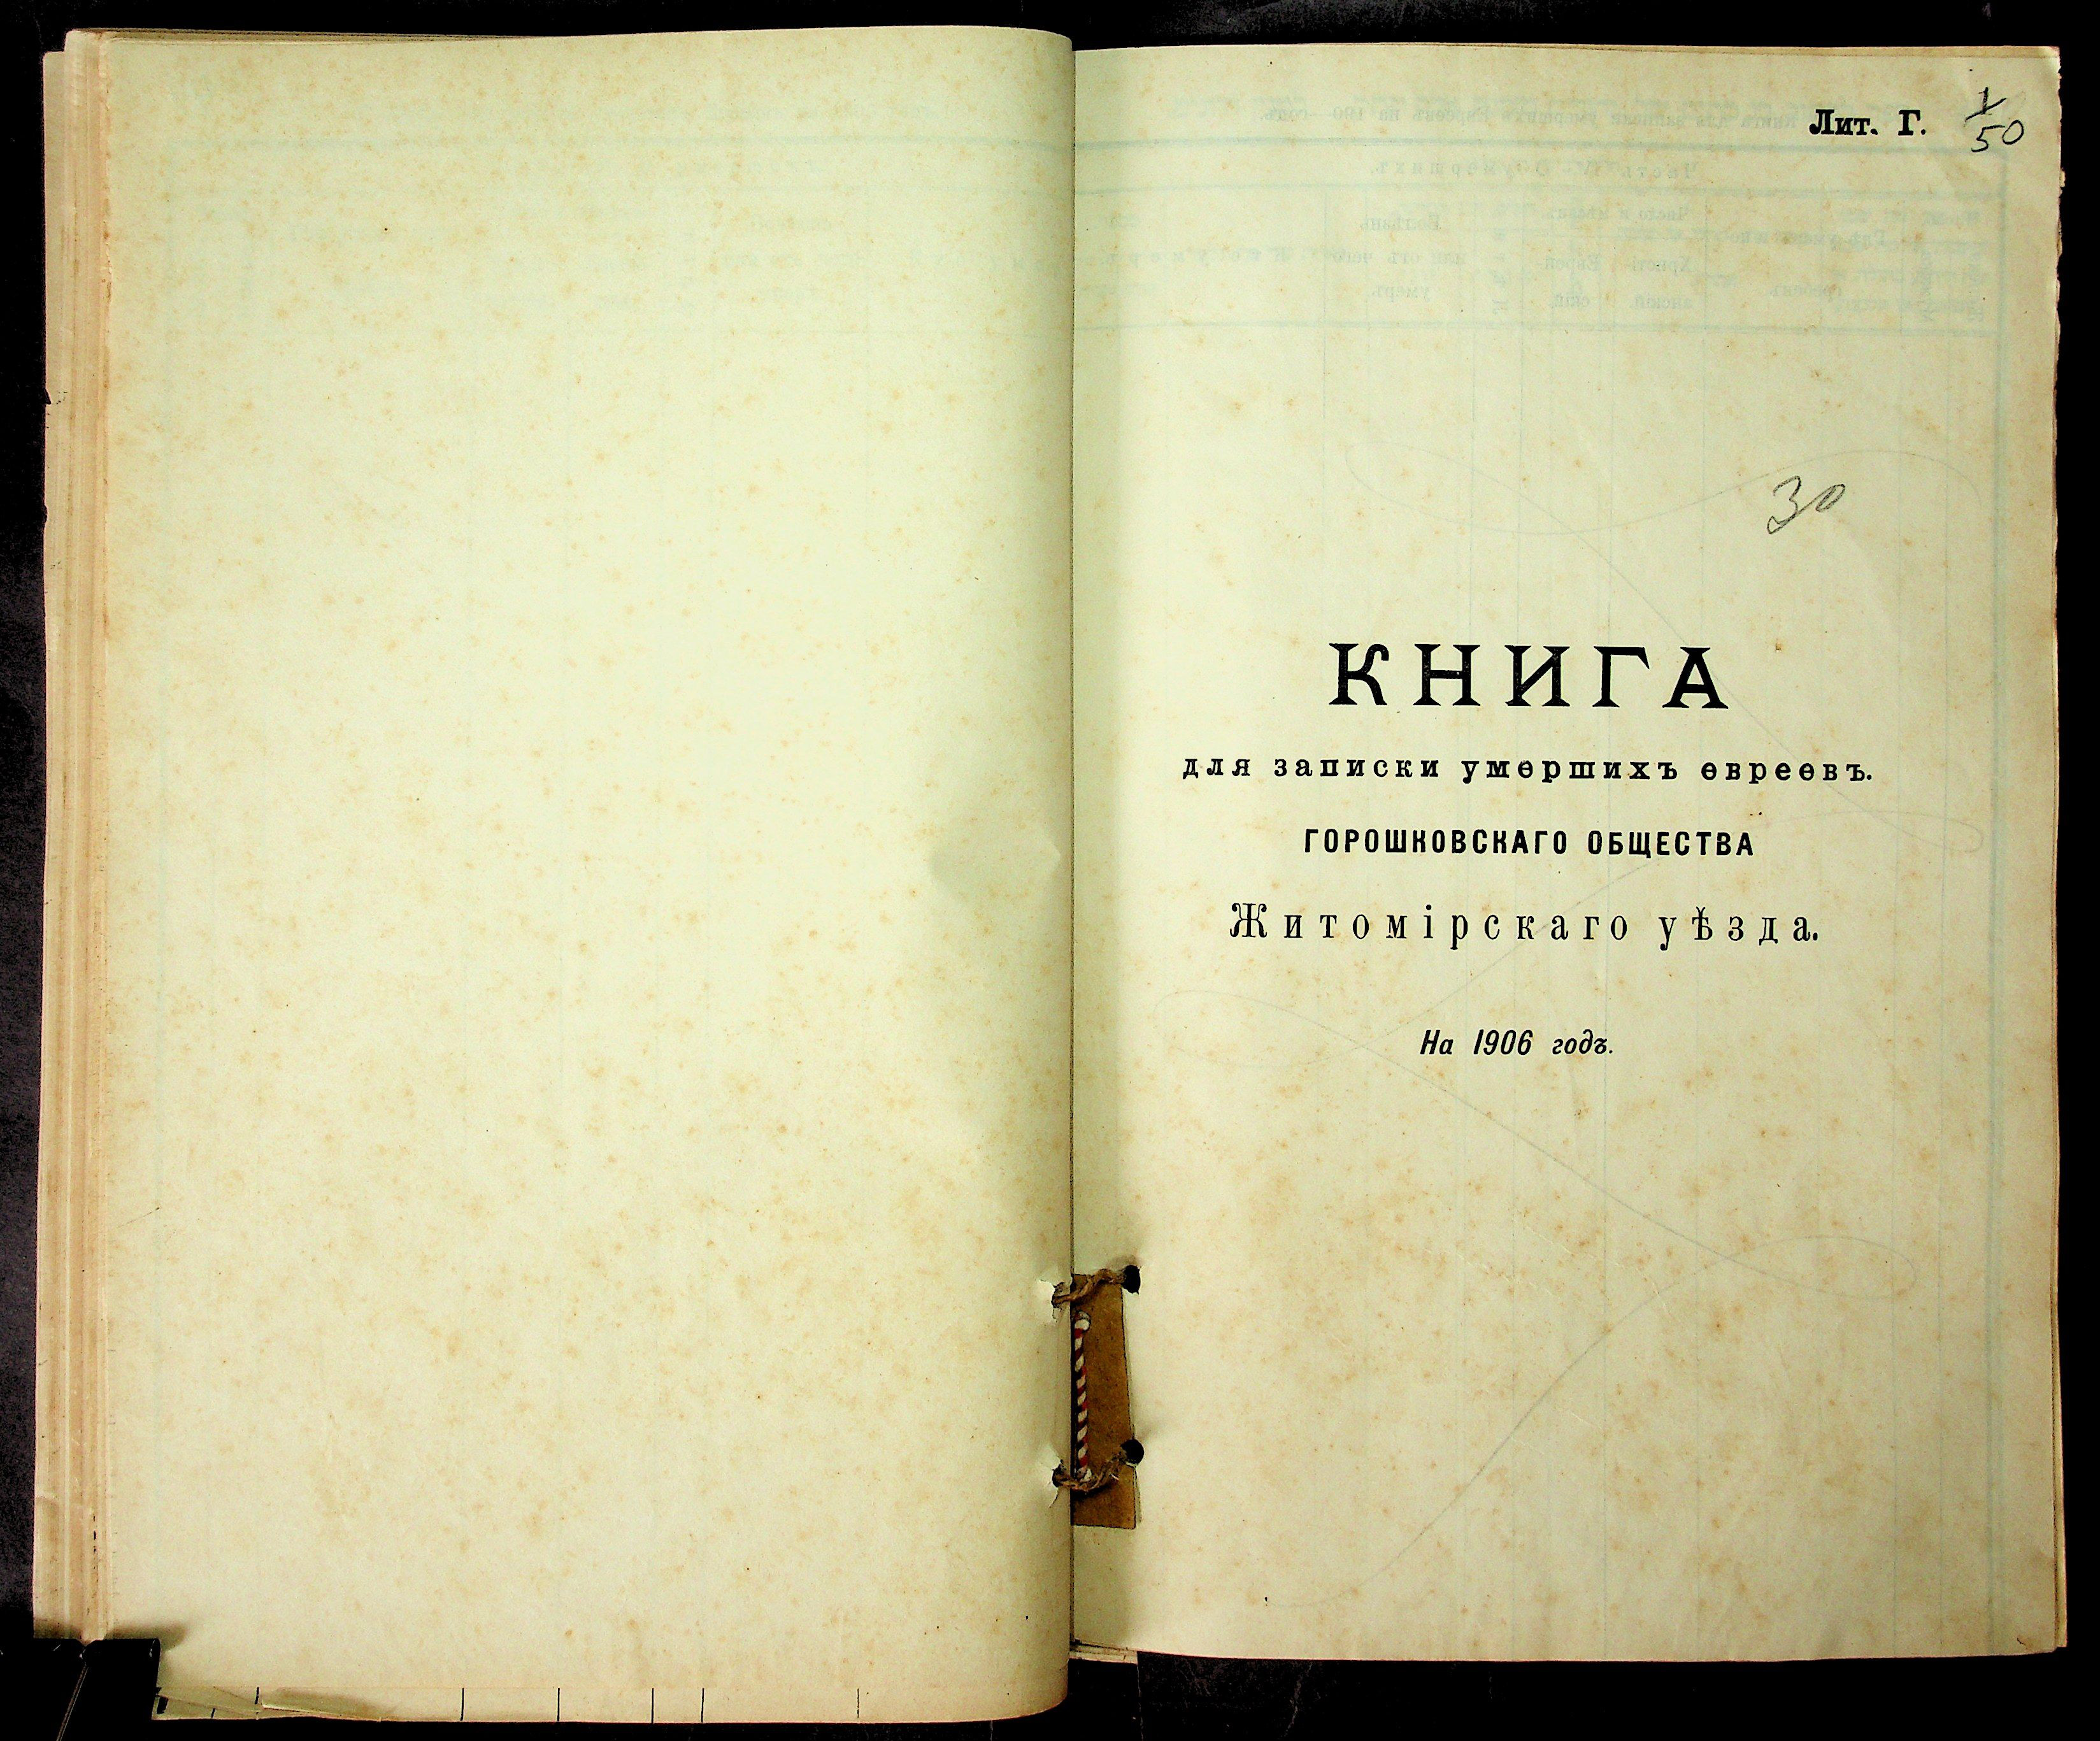 Лит. Г.
1/50
30
КНИГА
для записки умершихъ евреевъ.
ГОРОШКОВСКАГО ОБЩЕСТВА
Житомірскаго уѣзда.
На 1906 годъ.